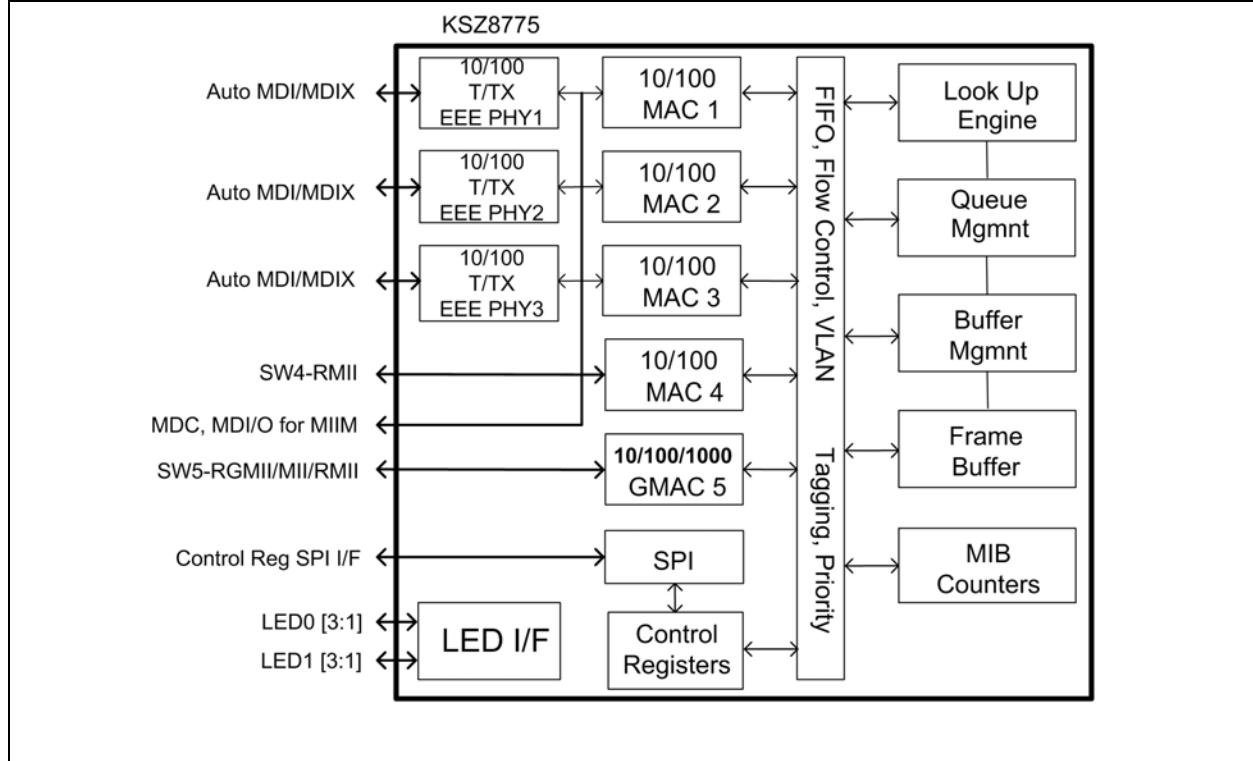 KSZ8775
Auto MDI/MDIX
10/100
T/TX
EEE PHY1
10/100
MAC 1
Auto MDI/MDIX
10/100
T/TX
EEE PHY2
10/100
MAC 2
Auto MDI/MDIX
10/100
T/TX
EEE PHY3
10/100
MAC 3
SW4-RMII
10/100
MAC 4
MDC, MDI/O for MIIM
SW5-RGMII/MII/RMII
10/100/1000
GMAC 5
Control Reg SPI I/F
SPI
LED0 [3:1]
LED1 [3:1]
LED I/F
Control
Registers
FIFO, Flow Control, VLAN Tagging, Priority
Look Up
Engine
Queue
Mgmnt
Buffer
Mgmnt
Frame
Buffer
MIB
Counters